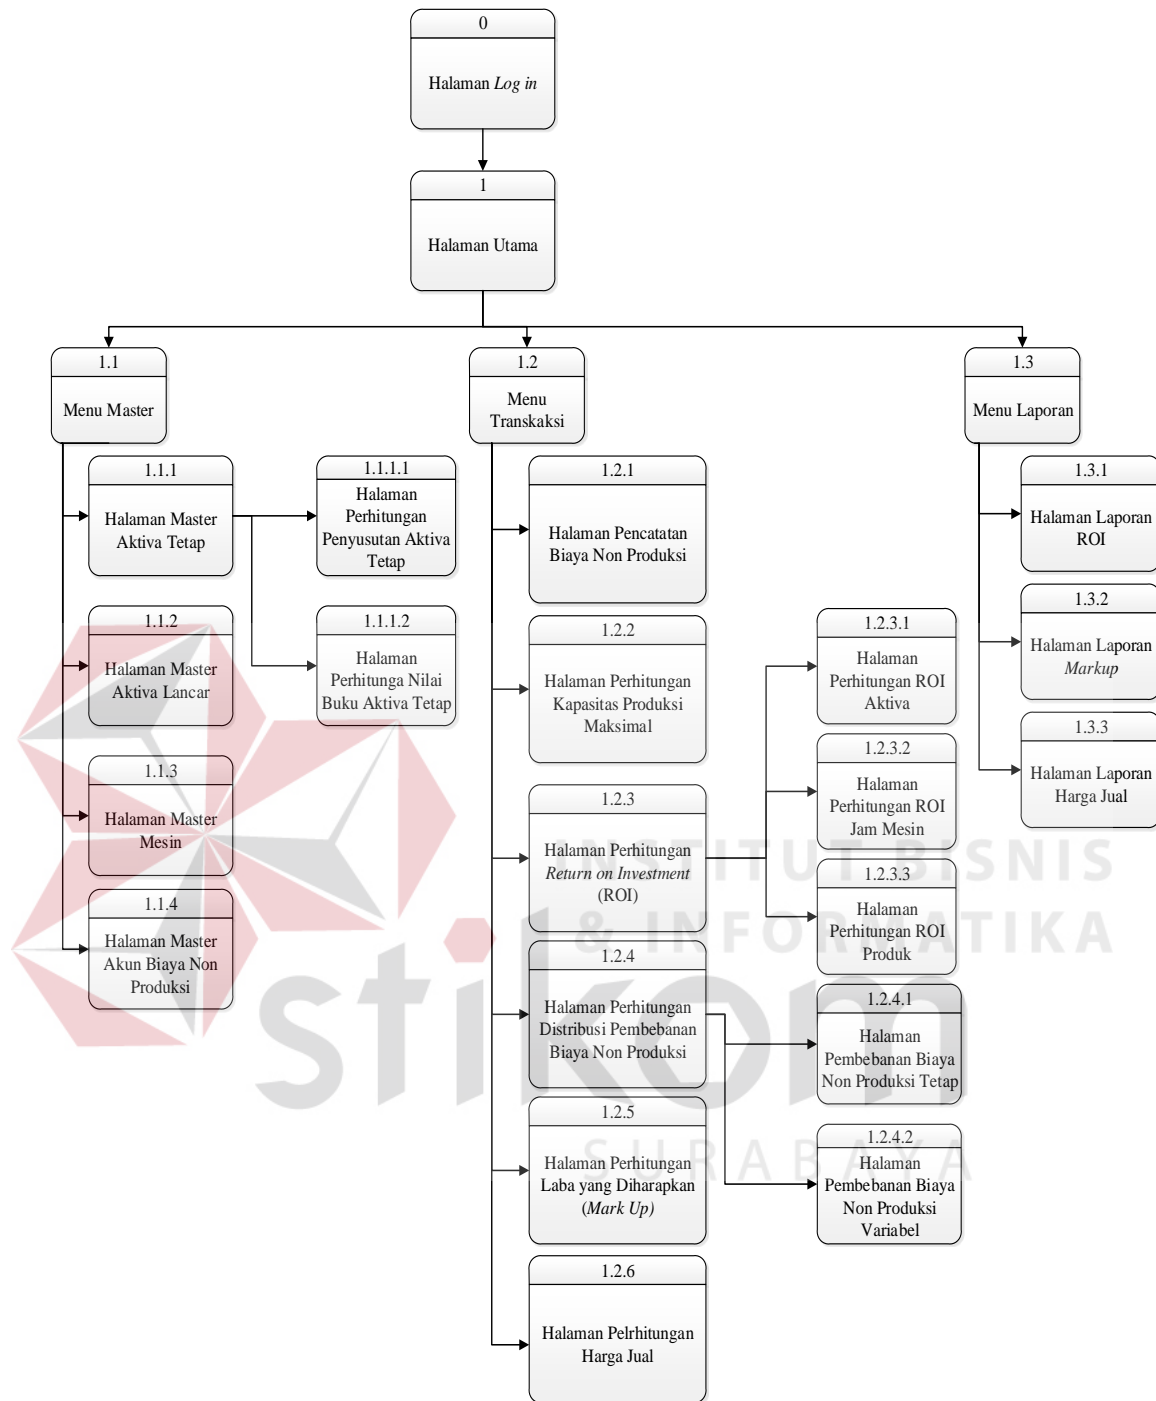 0
Halaman Log in
1
Halaman Utama
1.1
Menu Master
1.2
Menu
Transkaksi
1.3
Menu Laporan
1.1.1
Halaman Master
Aktiva Tetap
1.1.1.1
Halaman
Perhitungan
Penyusutan Aktiva
Tetap
1.1.2
Halaman Master
Aktiva Lancar
1.1.1.2
Halaman
Perhitunga Nilai
Buku Aktiva Tetap
1.1.3
Halaman Master
Mesin
1.1.4
Halaman Master
Akun Biaya Non
Produksi
1.2.1
Halaman Pencatatan
Biaya Non Produksi
1.2.2
Halaman Perhitungan
Kapasitas Produksi
Maksimal
1.2.3
Halaman Perhitungan
Return on Investment
(ROI)
1.2.3.1
Halaman
Perhitungan ROI
Aktiva
1.2.3.2
Halaman
Perhitungan ROI
Jam Mesin
1.2.3.3
Halaman
Perhitungan ROI
Produk
1.2.4
Halaman Perhitungan
Distribusi Pembebanan
Biaya Non Produksi
1.2.4.1
Halaman
Pembebanan Biaya
Non Produksi Tetap
1.2.4.2
Halaman
Pembebanan Biaya
Non Produksi
Variabel
1.2.5
Halaman Perhitungan
Laba yang Diharapkan
(Mark Up)
1.2.6
Halaman Pelrhitungan
Harga Jual
1.3.1
Halaman Laporan
ROI
1.3.2
Halaman Laporan
Markup
1.3.3
Halaman Laporan
Harga Jual
INSTITUT BISNIS
& INFORMATIKA
stikom
SURABAYA